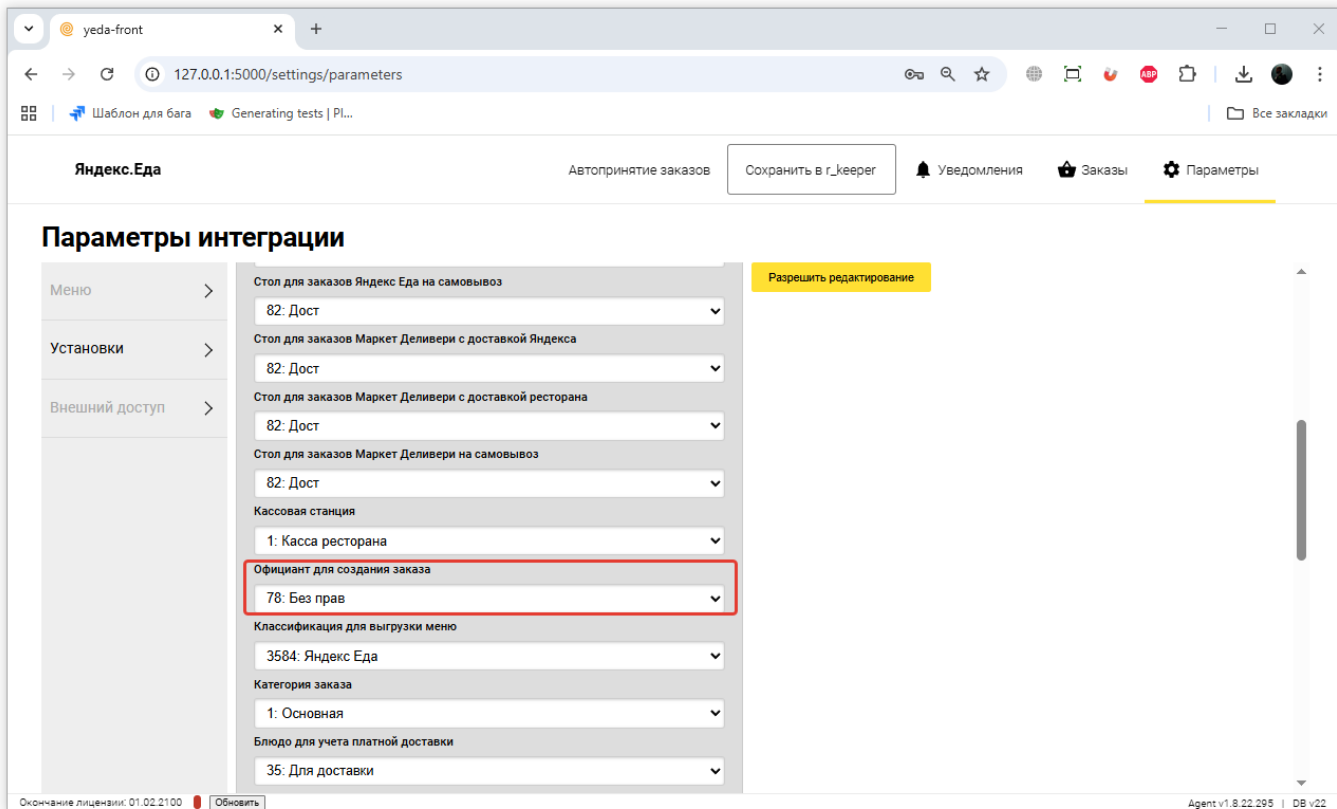 yeda-front
127.0.0.1:5000/settings/parameters
ABP
Шаблон для бага
Generating tests | Pl...
Все закладки
Яндекс.Еда
Автопринятие заказов
Сохранить в r_keeper
Уведомления
Заказы
Параметры
Параметры интеграции
Меню
Установки
Внешний доступ
Стол для заказов Яндекс Еда на самовывоз
82: Дост
Стол для заказов Маркет Деливери с доставкой Яндекса
82: Дост
Стол для заказов Маркет Деливери с доставкой ресторана
82: Дост
Стол для заказов Маркет Деливери на самовывоз
82: Дост
Кассовая станция
1: Касса ресторана
Официант для создания заказа
78: Без прав
Классификация для выгрузки меню
3584: Яндекс Еда
Категория заказа
1: Основная
Блюдо для учета платной доставки
35: Для доставки
Разрешить редактирование
Окончание лицензии: 01.02.2100
Обновить
Agent v1.8.22.295 | DB v22